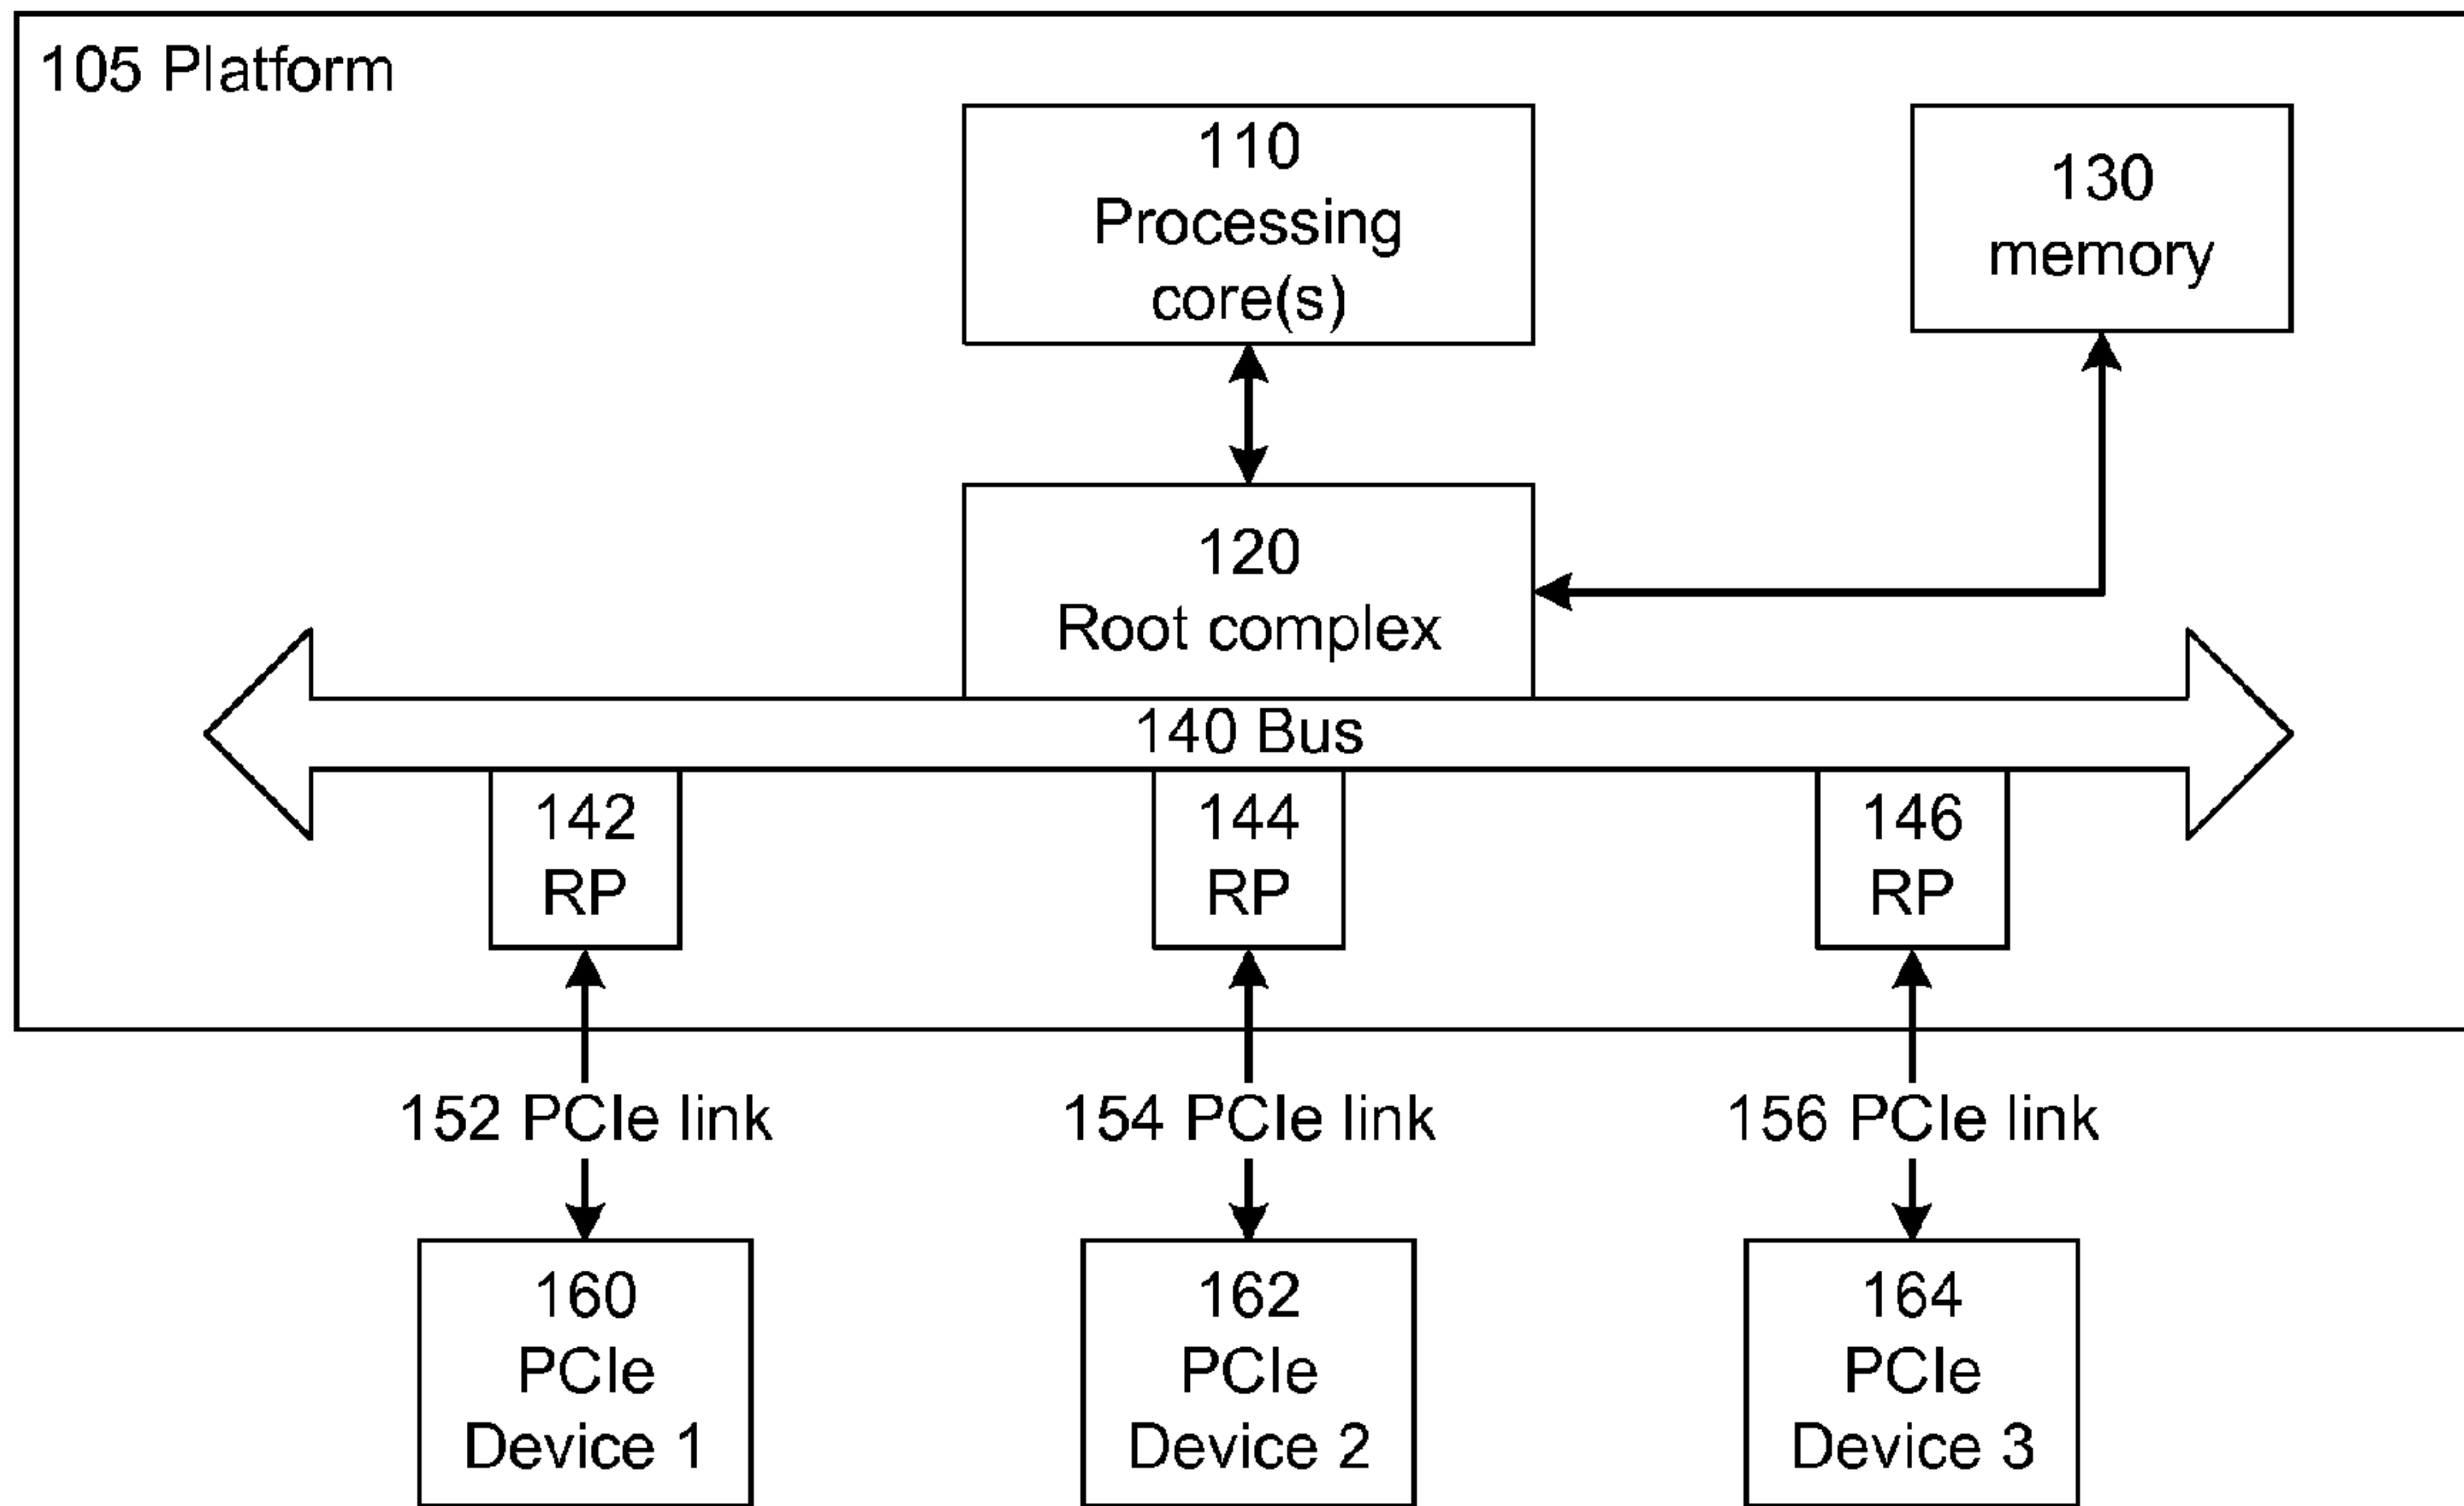 105 Platform
110
Processing
core(s)
130
memory
120
Root complex
140 Bus
142
RP
144
RP
146
RP
152 PCIe link
154 PCIe link
156 PCIe link
160
PCIe
Device 1
162
PCIe
Device 2
164
PCIe
Device 3